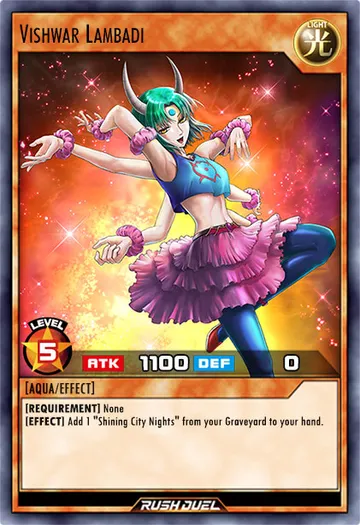 Vishwar Lambadi
LIGHT
光
LEVEL
5
ATK 1100 DEF 0
[AQUA/EFFECT]
[REQUIREMENT] None
[EFFECT] Add 1 "Shining City Nights" from your Graveyard to your hand.
RUSH DUEL